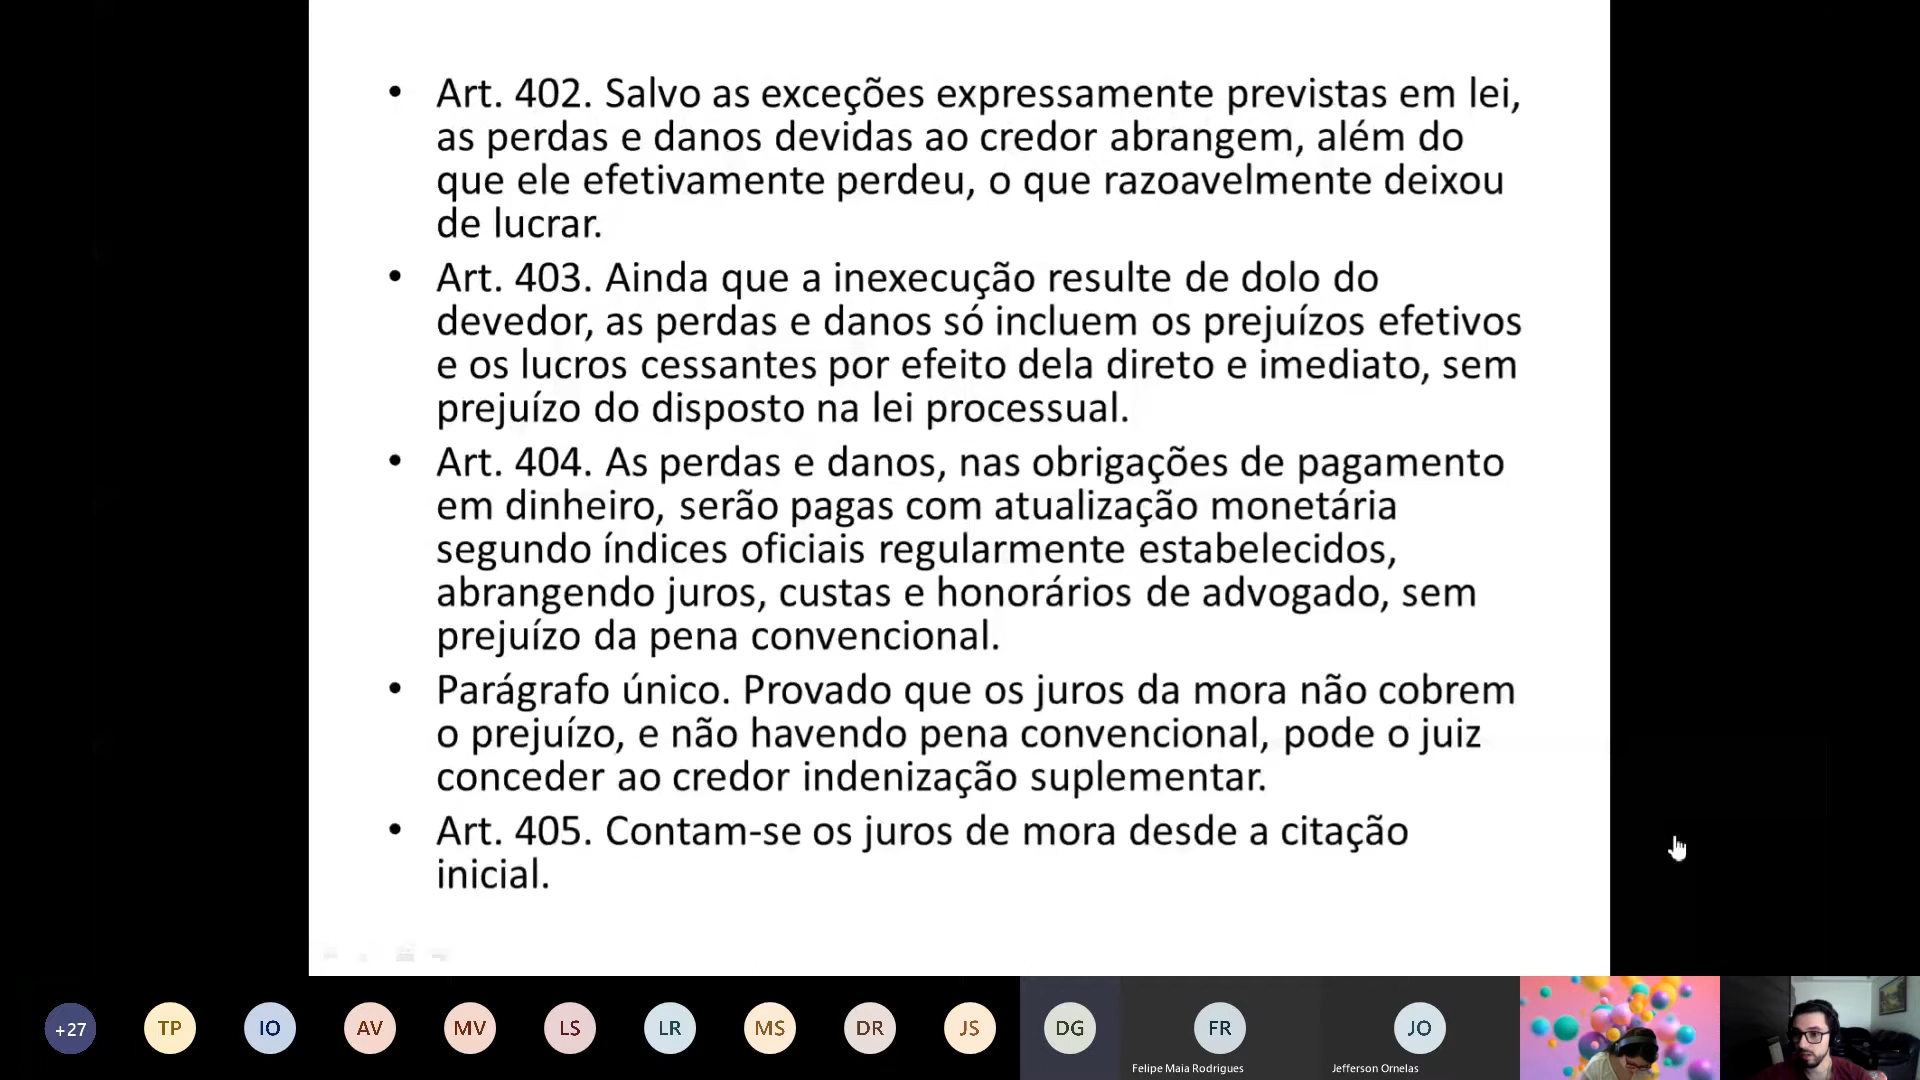 • Art. 402. Salvo as exceções expressamente previstas em lei,
as perdas e danos devidas ao credor abrangem, além do
que ele efetivamente perdeu, o que razoavelmente deixou
de lucrar.
• Art. 403. Ainda que a inexecução resulte de dolo do
devedor, as perdas e danos só incluem os prejuízos efetivos
e os lucros cessantes por efeito dela direto e imediato, sem
prejuízo do disposto na lei processual.
• Art. 404. As perdas e danos, nas obrigações de pagamento
em dinheiro, serão pagas com atualização monetária
segundo índices oficiais regularmente estabelecidos,
abrangendo juros, custas e honorários de advogado, sem
prejuízo da pena convencional.
• Parágrafo único. Provado que os juros da mora não cobrem
o prejuízo, e não havendo pena convencional, pode o juiz
conceder ao credor indenização suplementar.
• Art. 405. Contam-se os juros de mora desde a citação
inicial.
+27 TP IO AV MV LS LR MS DR JS DG FR JO
Felipe Maia Rodrigues Jefferson Ornelas